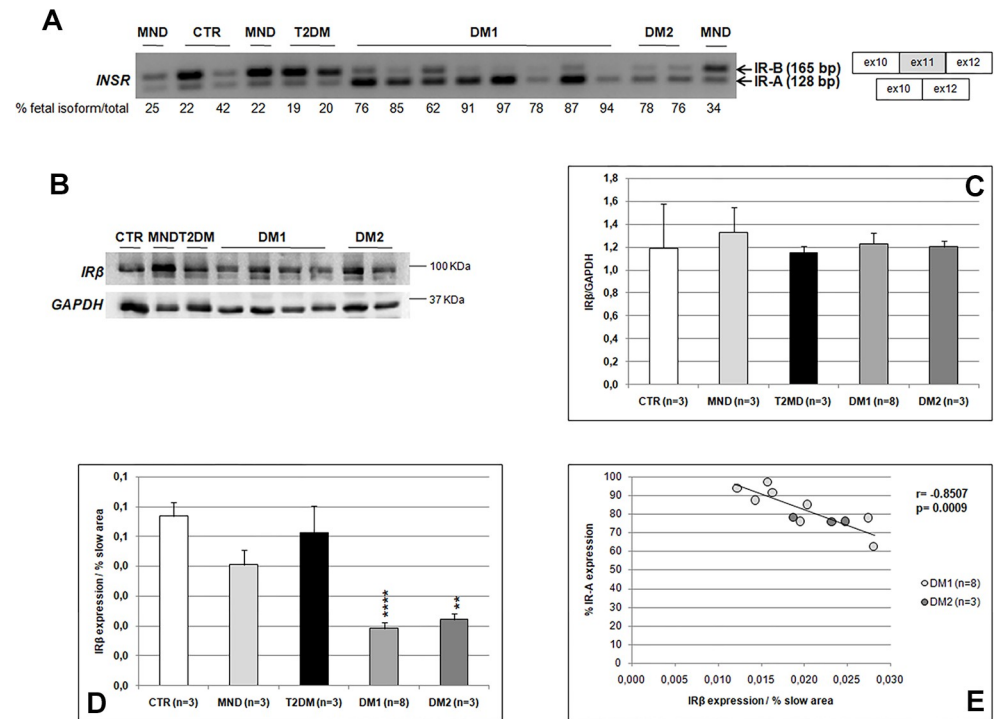 A
MND CTR MND T2DM DM1 DM2 MND
INSR
IR-B (165 bp)
IR-A (128 bp)
ex10 ex11 ex12
ex10 ex12
% fetal isoform/total 25 22 42 22 19 20 76 85 62 91 97 78 87 94 78 76 34
B
CTR MND T2DM DM1 DM2
IRβ
100 KDa
GAPDH
37 KDa
C
IRβ/GAPDH
1,8
1,6
1,4
1,2
1,0
0,8
0,6
0,4
0,2
0,0
CTR (n=3) MND (n=3) T2MD (n=3) DM1 (n=8) DM2 (n=3)
D
IRβ expression / % slow area
0,1
0,1
0,1
0,0
0,0
0,0
0,0
0,0
**** **
CTR (n=3) MND (n=3) T2DM (n=3) DM1 (n=8) DM2 (n=3)
E
% IR-A expression
100
90
80
70
60
50
40
30
20
10
0
r= -0.8507
p= 0.0009
DM1 (n=8)
DM2 (n=3)
0,000 0,005 0,010 0,015 0,020 0,025 0,030
IRβ expression / % slow area